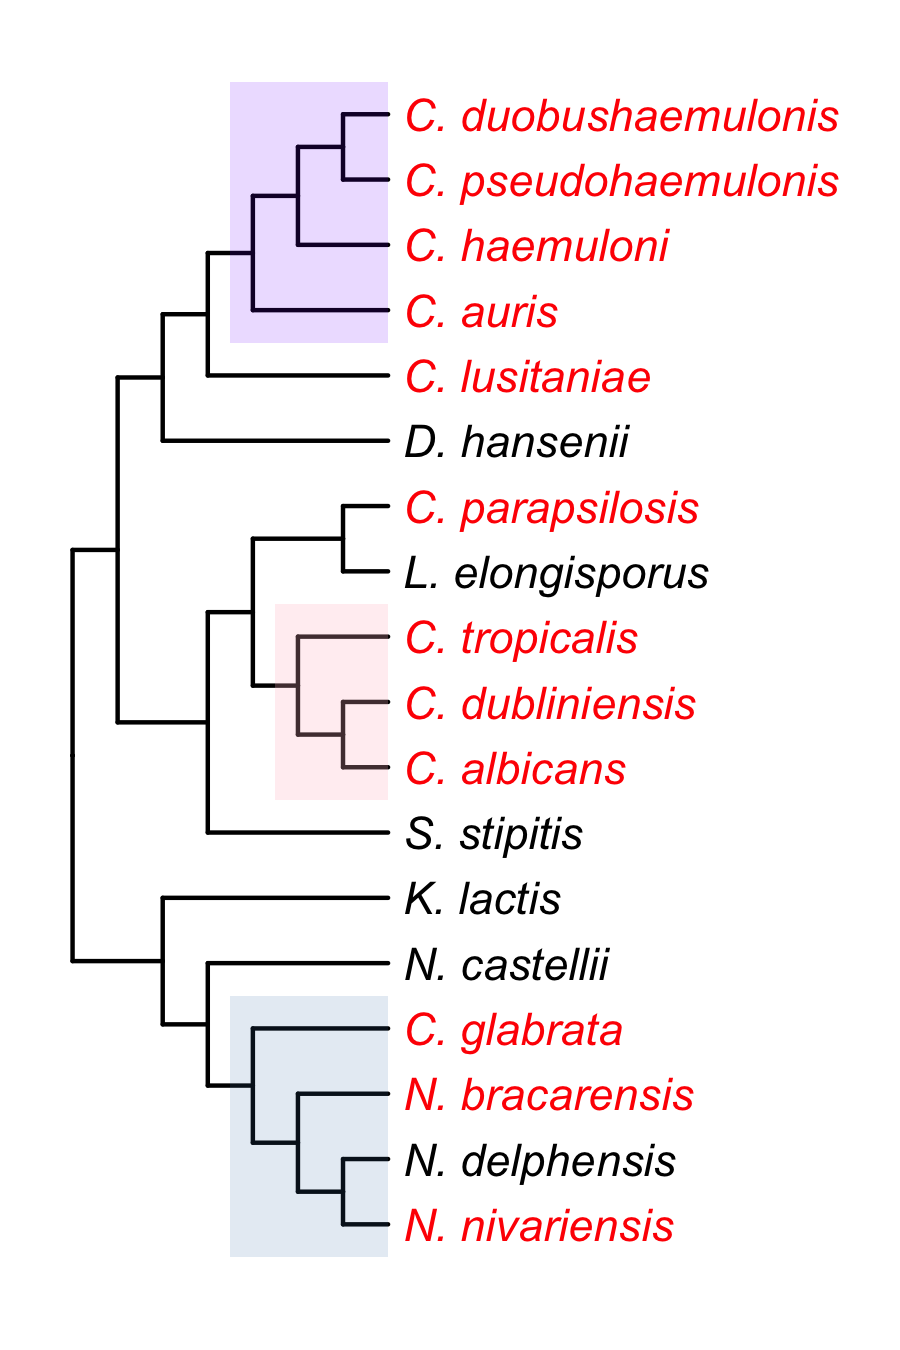 C. duobushaemulonis
C. pseudohaemulonis
C. haemuloni
C. auris
C. lusitaniae
D. hansenii
C. parapsilosis
L. elongisporus
C. tropicalis
C. dubliniensis
C. albicans
S. stipitis
K. lactis
N. castellii
C. glabrata
N. bracarensis
N. delphensis
N. nivariensis